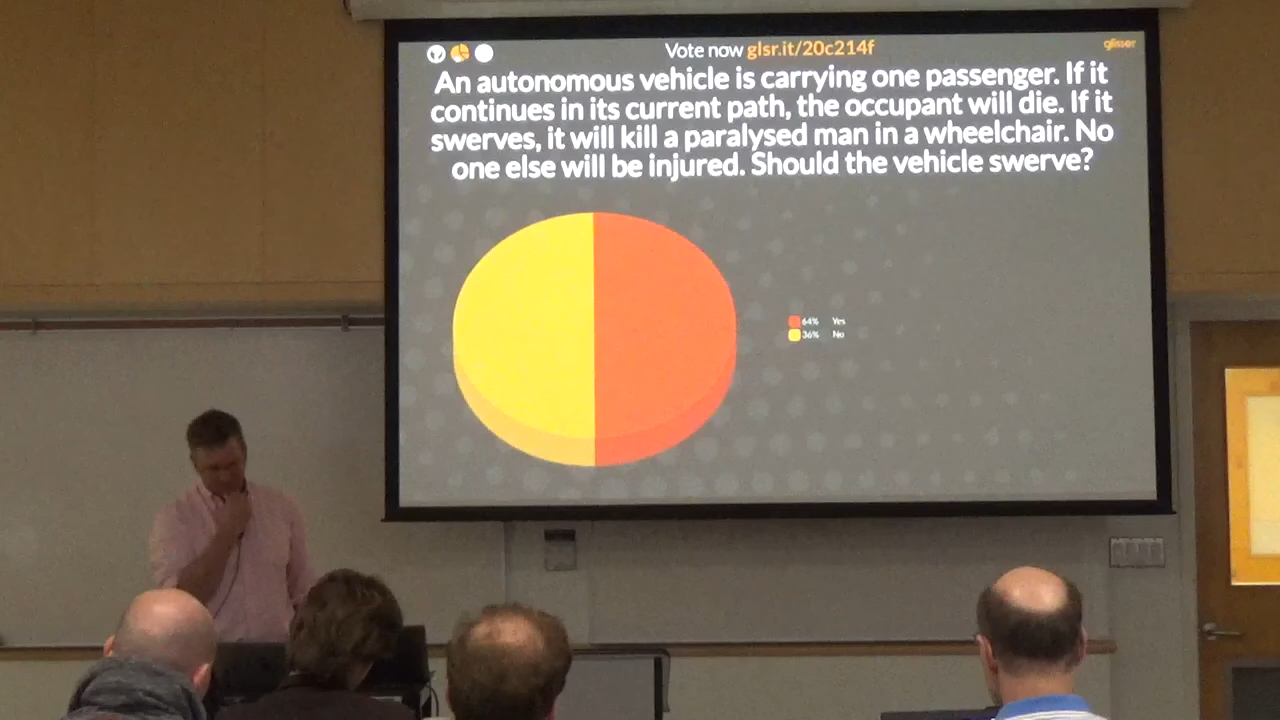 Vote now glsr.it/20c214f
glisser
An autonomous vehicle is carrying one passenger. If it
continues in its current path, the occupant will die. If it
swerves, it will kill a paralysed man in a wheelchair. No
one else will be injured. Should the vehicle swerve?
64% Yes
36% No